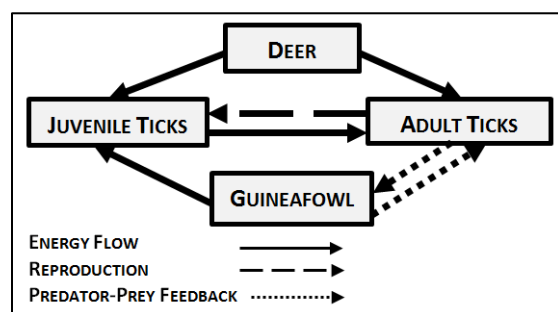 DEER
JUVENILE TICKS
ADULT TICKS
GUINEAFOWL
ENERGY FLOW
REPRODUCTION
PREDATOR-PREY FEEDBACK